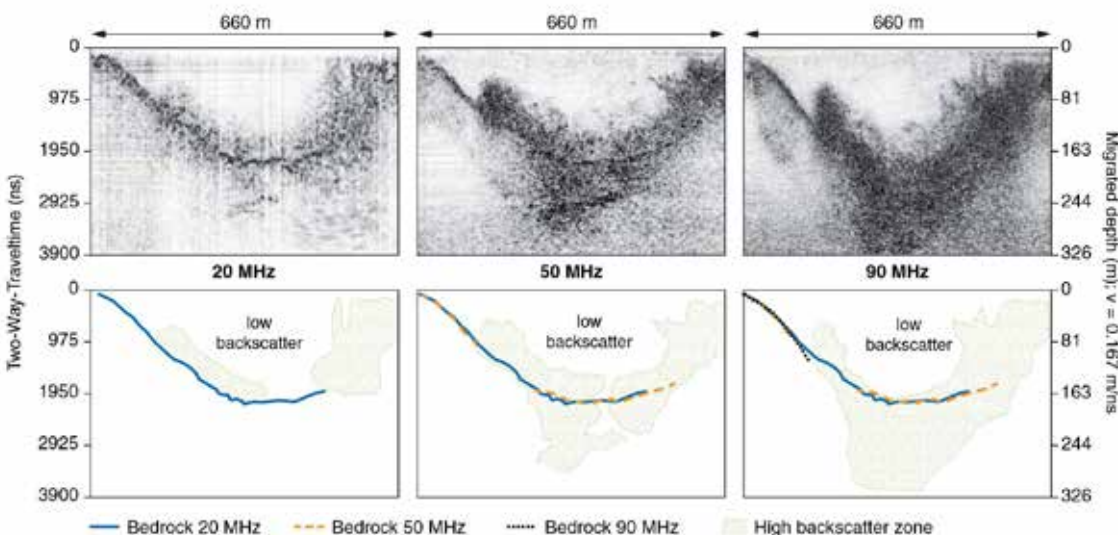 660 m 660 m 660 m
0 0
975 81
1950 163
2925 244
3900 326
20 MHz 50 MHz 90 MHz
Two-Way-Traveltime (ns)
Migrated depth (m); v = 0.167 m/ns
0 0
low backscatter low backscatter low backscatter
975 81
1950 163
2925 244
3900 326
Bedrock 20 MHz Bedrock 50 MHz Bedrock 90 MHz High backscatter zone